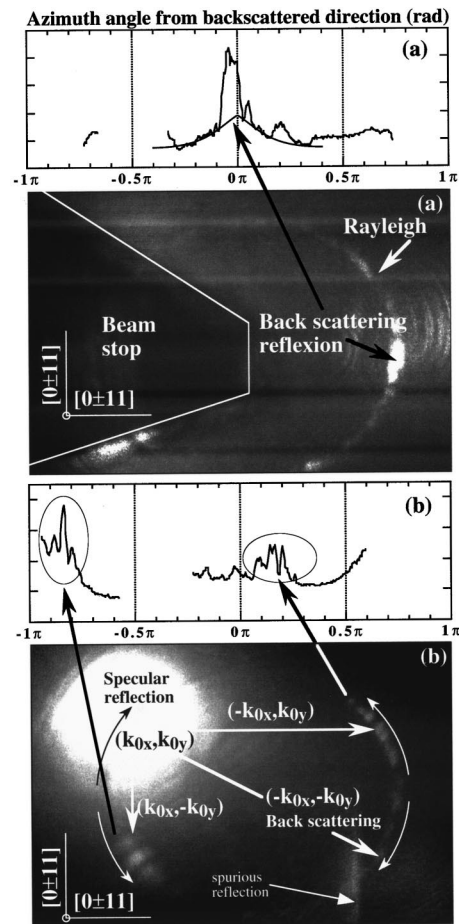 Azimuth angle from backscattered direction (rad)
(a)
-1π -0.5π 0π 0.5π 1π
(a)
Rayleigh
Beam
stop
Back scattering
reflexion
[0±11]
[0±11]
(b)
-1π -0.5π 0π 0.5π 1π
(b)
Specular
reflection
(-k0x,k0y)
(k0x,k0y)
(-k0x,-k0y)
(k0x,-k0y)
Back scattering
[0±11]
spurious
reflection
[0±11]